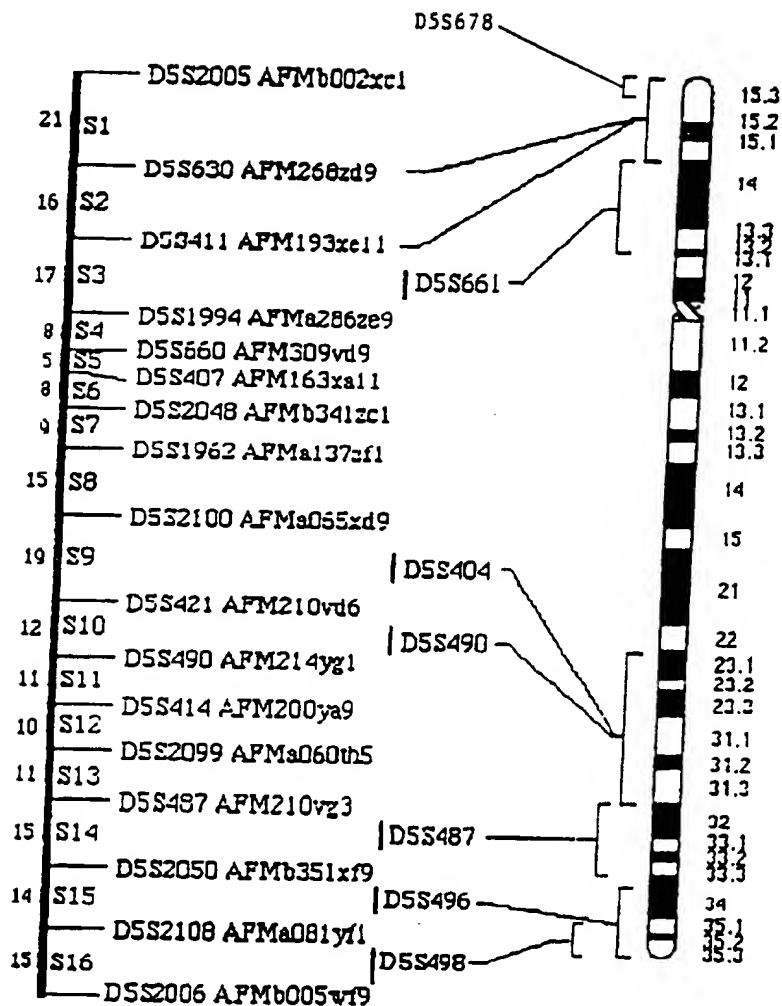 D5S678
D5S2005 AFMb002xc1
21 S1
D5S630 AFM268zd9
16 S2
D5S411 AFM193xe11
17 S3
D5S661
D5S1994 AFMa286ze9
8 S4
D5S660 AFM309vd9
5 S5
D5S407 AFM163xa11
8 S6
D5S2048 AFMb341zc1
9 S7
D5S1962 AFMa137zf1
15 S8
D5S2100 AFMa065xd9
19 S9
D5S404
D5S421 AFM210vd6
12 S10
D5S490
D5S490 AFM214yg1
11 S11
D5S414 AFM200ya9
10 S12
D5S2099 AFMa060th5
11 S13
D5S487 AFM210vz3
15 S14
D5S487
D5S2050 AFMb351xf9
14 S15
D5S496
D5S2108 AFMa081yf1
15 S16
D5S498
D5S2006 AFMb005wf9
15.3
15.2
15.1
14
13.3
13.2
13.1
12
11
11.1
11.2
12
13.1
13.2
13.3
14
15
21
22
23.1
23.2
23.3
31.1
31.2
31.3
32
33.1
33.2
33.3
34
35.1
35.2
35.3